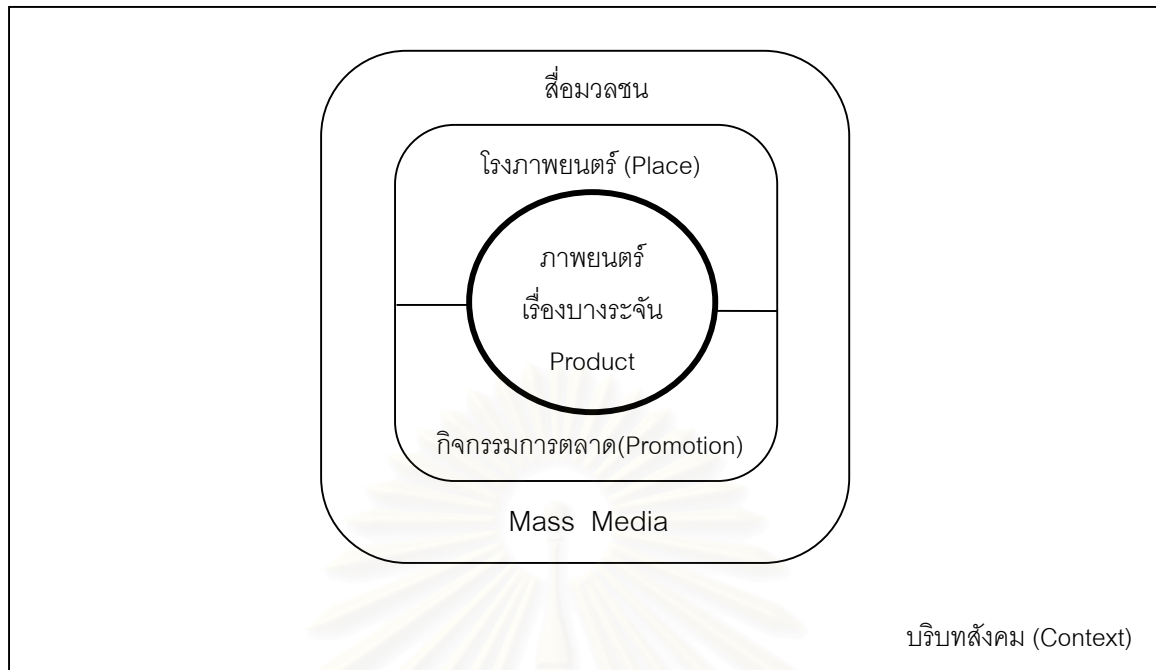 สื่อมวลชน
โรงภาพยนตร์ (Place)
ภาพยนตร์
เรื่องบางระจัน
Product
กิจกรรมการตลาด(Promotion)
Mass Media
บริบทสังคม (Context)